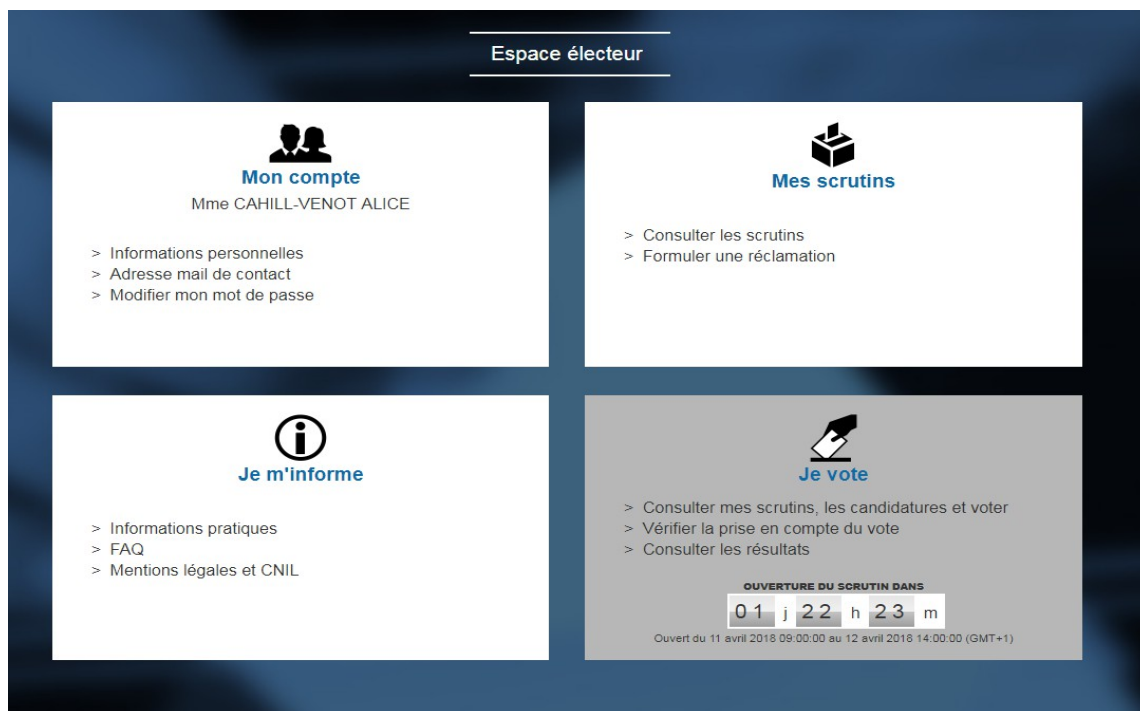 Espace électeur
Mon compte
Mme CAHILL-VENOT ALICE
> Informations personnelles
> Adresse mail de contact
> Modifier mon mot de passe
Mes scrutins
> Consulter les scrutins
> Formuler une réclamation
Je m'informe
> Informations pratiques
> FAQ
> Mentions légales et CNIL
Je vote
> Consulter mes scrutins, les candidatures et voter
> Vérifier la prise en compte du vote
> Consulter les résultats
OUVERTURE DU SCRUTIN DANS
01 j 22 h 23 m
Ouvert du 11 avril 2018 09:00:00 au 12 avril 2018 14:00:00 (GMT+1)